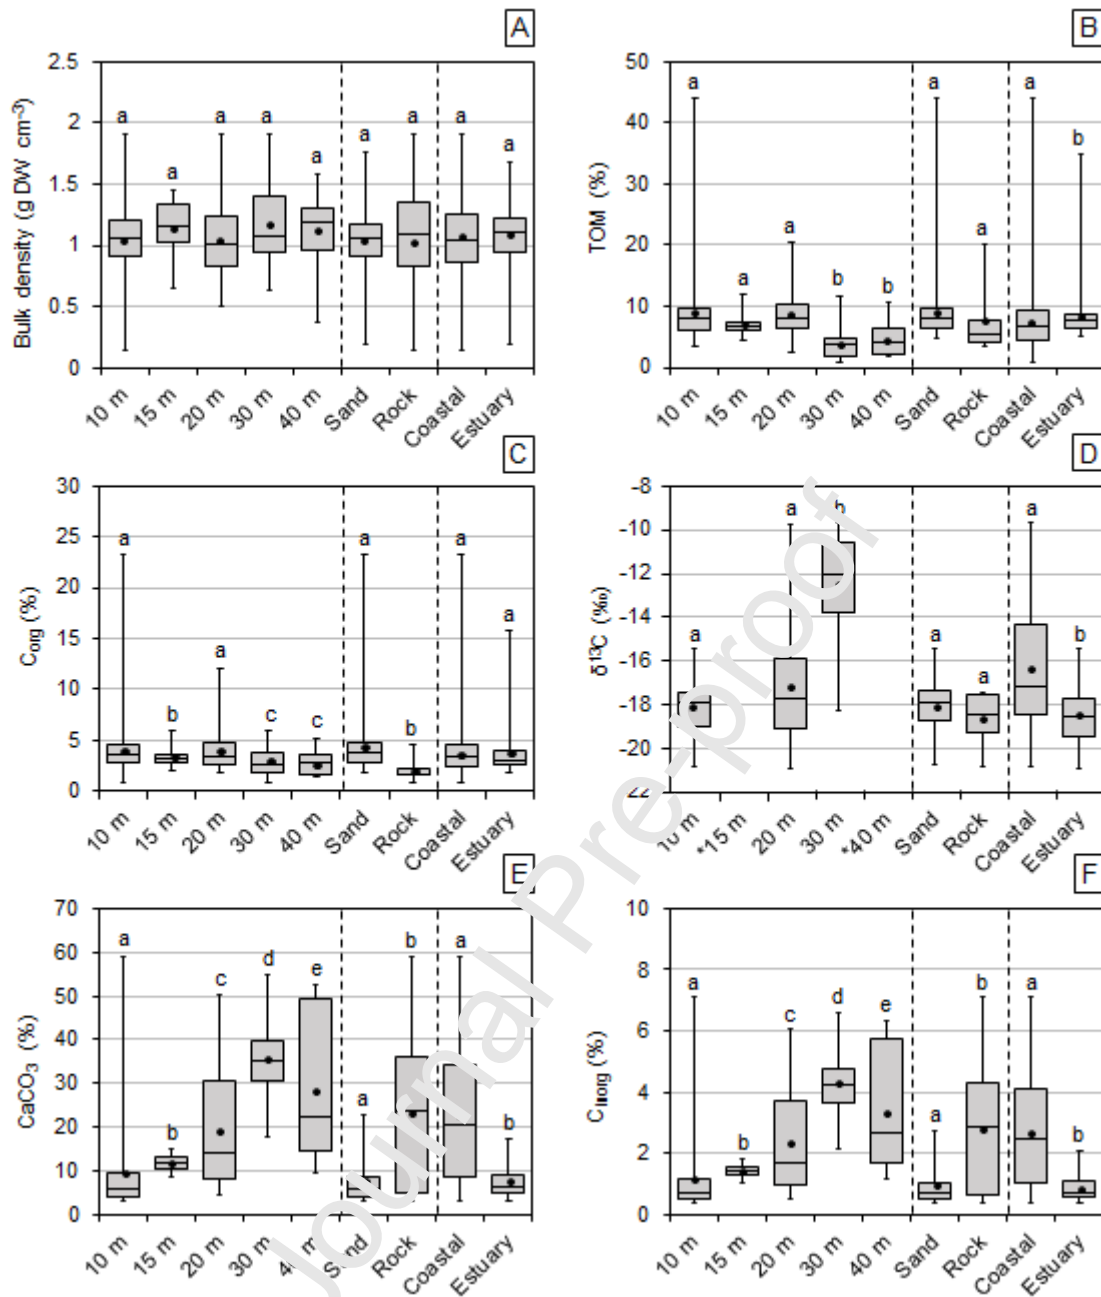 A
Bulk density (g DW cm⁻³)
2.5
2
1.5
1
0.5
0
a a a a a a a a a
10 m 15 m 20 m 30 m 40 m Sand Rock Coastal Estuary
B
TOM (%)
50
40
30
20
10
0
a a a b b a a a b
10 m 15 m 20 m 30 m 40 m Sand Rock Coastal Estuary
C
Corg (%)
30
25
20
15
10
5
0
a b a c c a b a a
10 m 15 m 20 m 30 m 40 m Sand Rock Coastal Estuary
D
δ¹³C (‰)
-8
-10
-12
-14
-16
-18
-20
22
a a b a a a b
10 m *15 m 20 m 30 m *40 m Sand Rock Coastal Estuary
E
CaCO₃ (%)
70
60
50
40
30
20
10
0
a b c d e a b a b
10 m 15 m 20 m 30 m 4 m Sand Rock Coastal Estuary
F
CInorg (%)
10
8
6
4
2
0
a b c d e a b a b
10 m 15 m 20 m 30 m 40 m Sand Rock Coastal Estuary
Journal Pre-proof